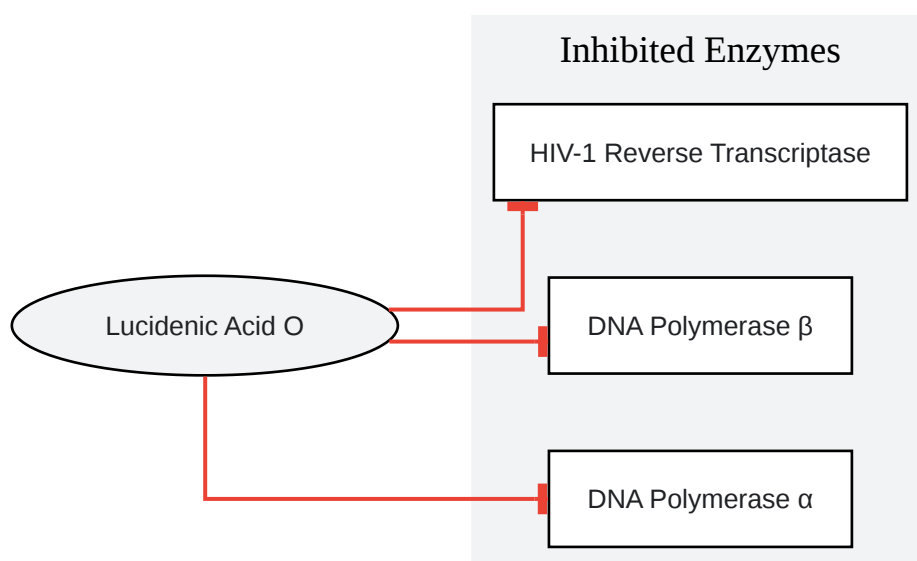 Inhibited Enzymes
HIV-1 Reverse Transcriptase
Lucidenic Acid O
DNA Polymerase β
DNA Polymerase α